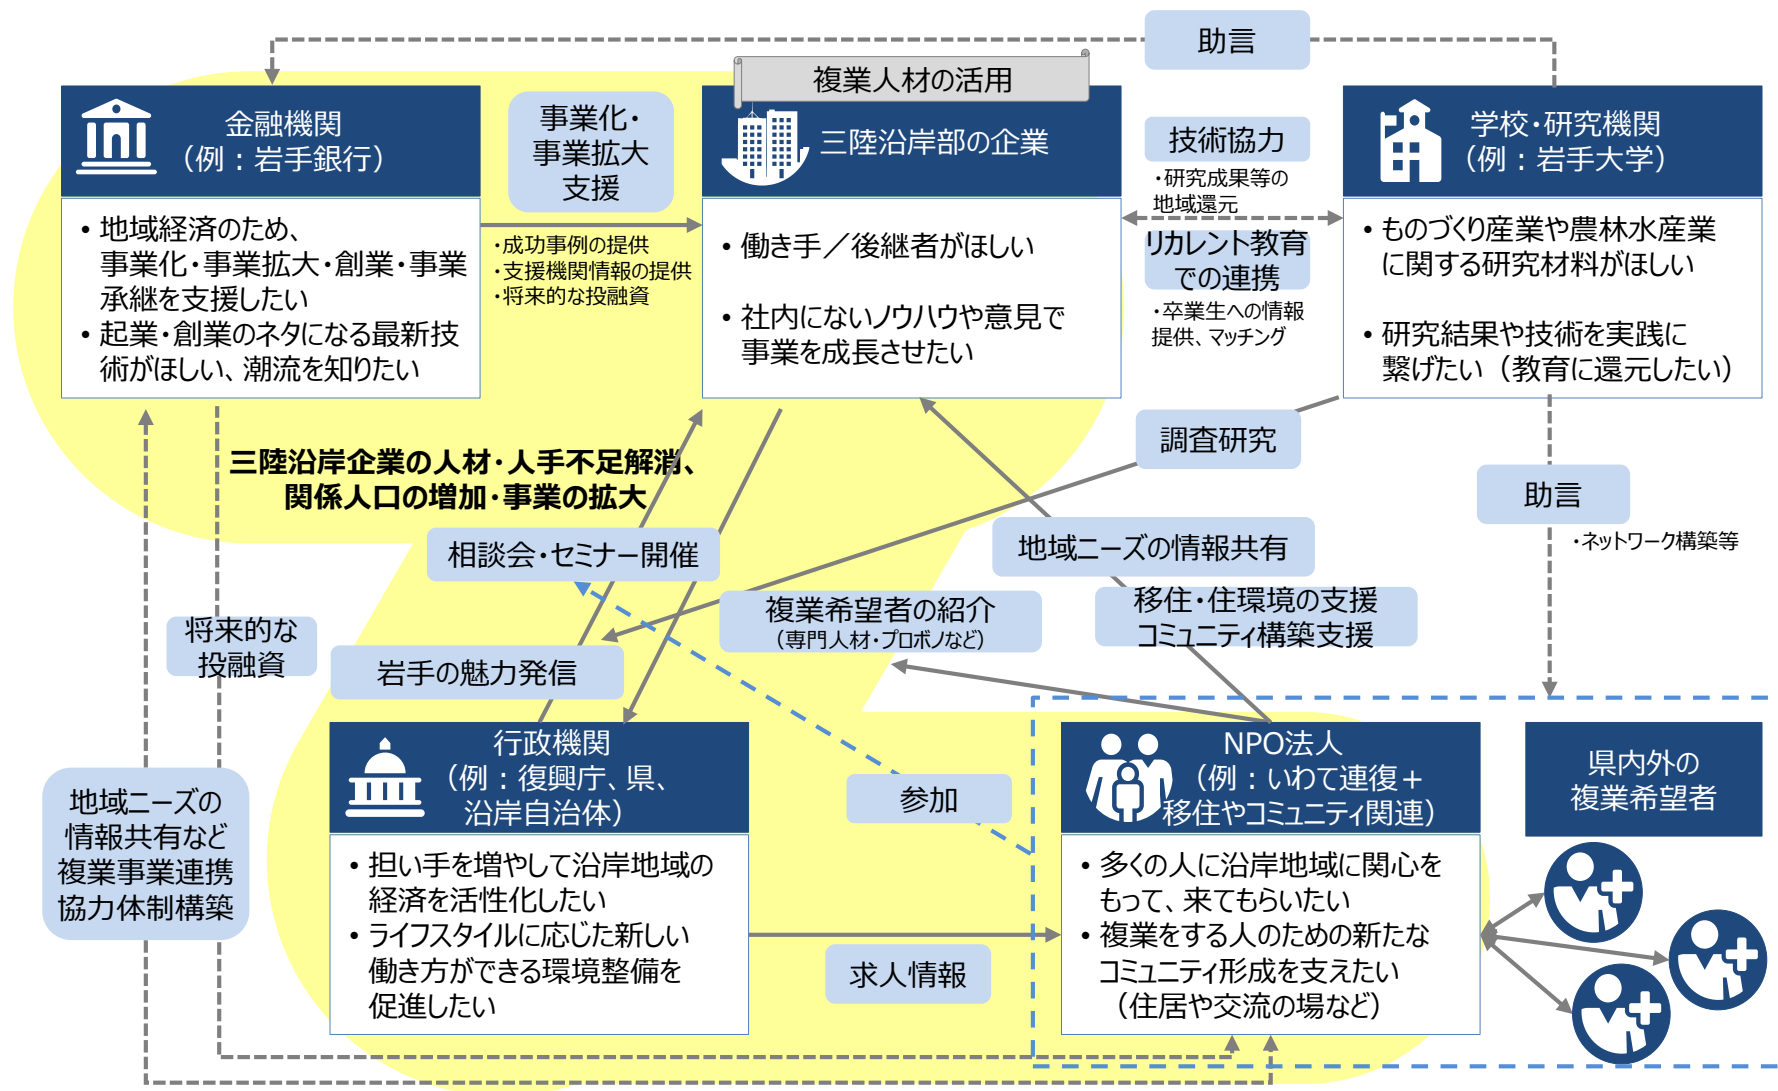 助言
複業人材の活用
金融機関
（例：岩手銀行）
事業化・
事業拡大
支援
三陸沿岸部の企業
技術協力
・研究成果等の
地域還元
学校・研究機関
（例：岩手大学）
• 地域経済のため、
事業化・事業拡大・創業・事業
承継を支援したい
• 起業・創業のネタになる最新技
術がほしい、潮流を知りたい
・成功事例の提供
・支援機関情報の提供
・将来的な投融資
• 働き手／後継者がほしい
• 社内にないノウハウや意見で
事業を成長させたい
リカレント教育
での連携
・卒業生への情報
提供、マッチング
• ものづくり産業や農林水産業
に関する研究材料がほしい
• 研究結果や技術を実践に
繋げたい（教育に還元したい）
調査研究
三陸沿岸企業の人材・人手不足解消、
関係人口の増加・事業の拡大
助言
・ネットワーク構築等
相談会・セミナー開催
地域ニーズの情報共有
複業希望者の紹介
（専門人材・プロボノなど）
移住・住環境の支援
コミュニティ構築支援
将来的な
投融資
岩手の魅力発信
行政機関
（例：復興庁、県、
沿岸自治体）
参加
NPO法人
（例：いわて連復＋
移住やコミュニティ関連）
県内外の
複業希望者
地域ニーズの
情報共有など
複業事業連携
協力体制構築
• 担い手を増やして沿岸地域の
経済を活性化したい
• ライフスタイルに応じた新しい
働き方ができる環境整備を
促進したい
求人情報
• 多くの人に沿岸地域に関心を
もって、来てもらいたい
• 複業をする人のための新たな
コミュニティ形成を支えたい
（住居や交流の場など）